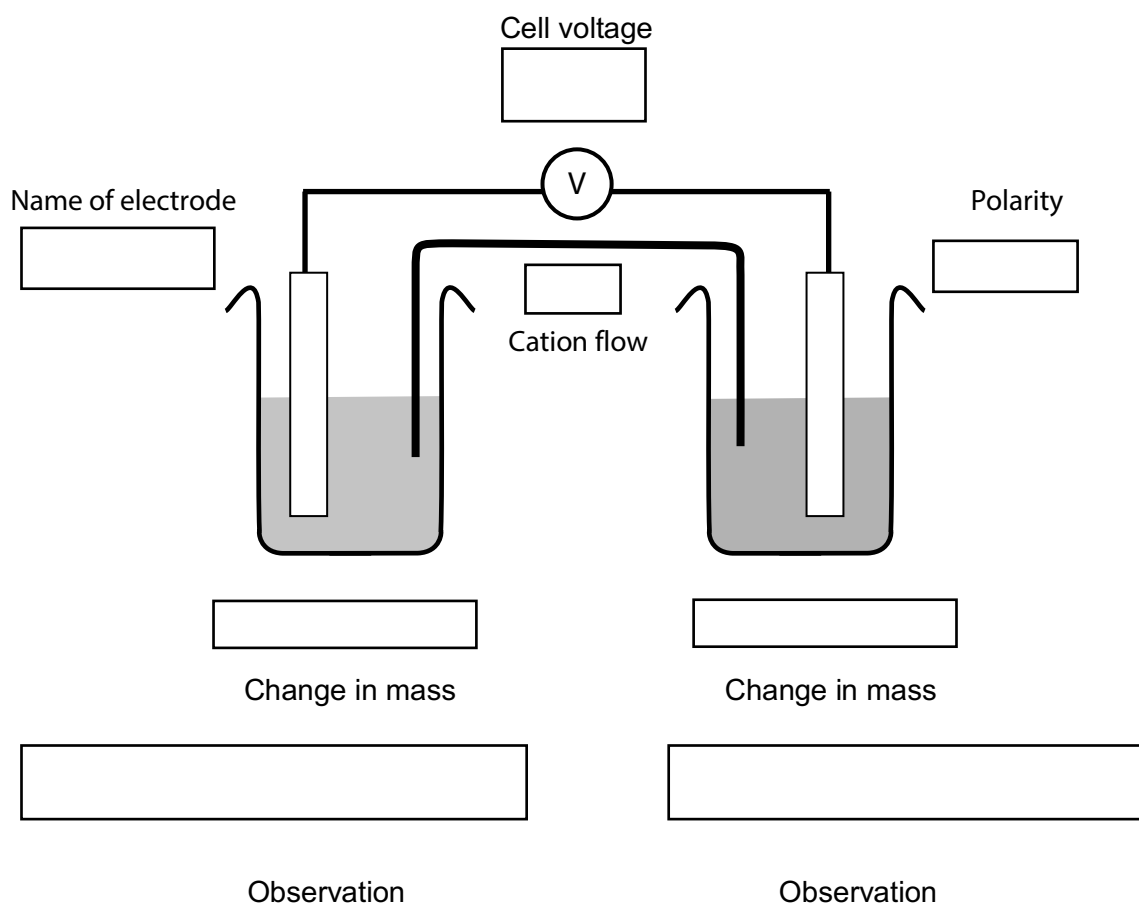 Cell voltage
V
Name of electrode
Polarity
Cation flow
Change in mass
Change in mass
Observation
Observation